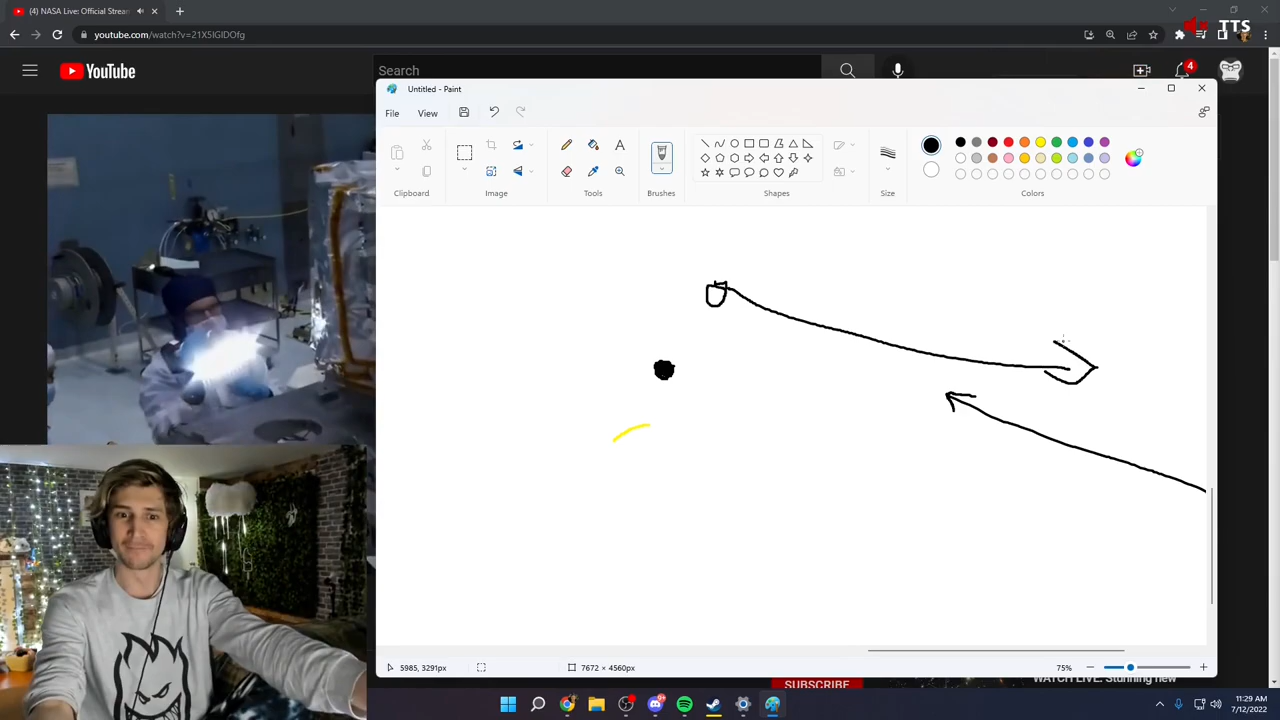 (4) NASA Live: Official Stream
TTS
youtube.com/watch?v=21X5lGlDOfg
YouTube
Search
4
Untitled - Paint
File
View
A
Clipboard
Image
Tools
Brushes
Shapes
Size
Colors
5985, 3291px
7672 × 4560px
75%
SUBSCRIBE
WATCH LIVE: Stunning new
11:29 AM
7/12/2022